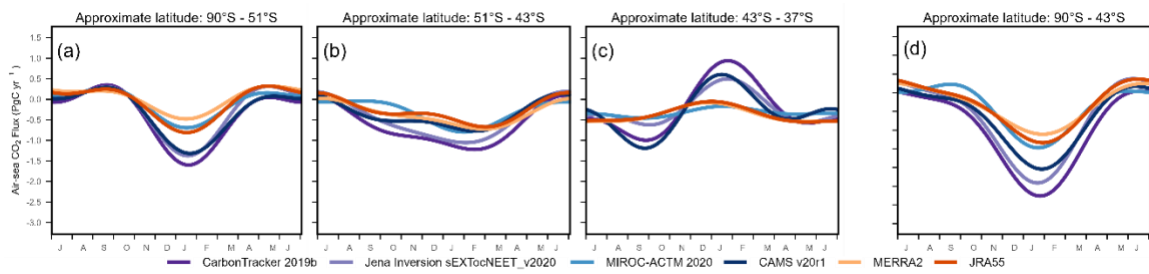 Approximate latitude: 90°S - 51°S
Approximate latitude: 51°S - 43°S
Approximate latitude: 43°S - 37°S
Approximate latitude: 90°S - 43°S
(a)
(b)
(c)
(d)
Air-sea CO₂ Flux (PgC yr⁻¹)
1.5
1.0
0.5
0.0
-0.5
-1.0
-1.5
-2.0
-2.5
-3.0
J A S O N D J F M A M J
J A S O N D J F M A M J
J A S O N D J F M A M J
J A S O N D J F M A M J
CarbonTracker 2019b
Jena Inversion sEXTocNEET_v2020
MIROC-ACTM 2020
CAMS v20r1
MERRA2
JRA55